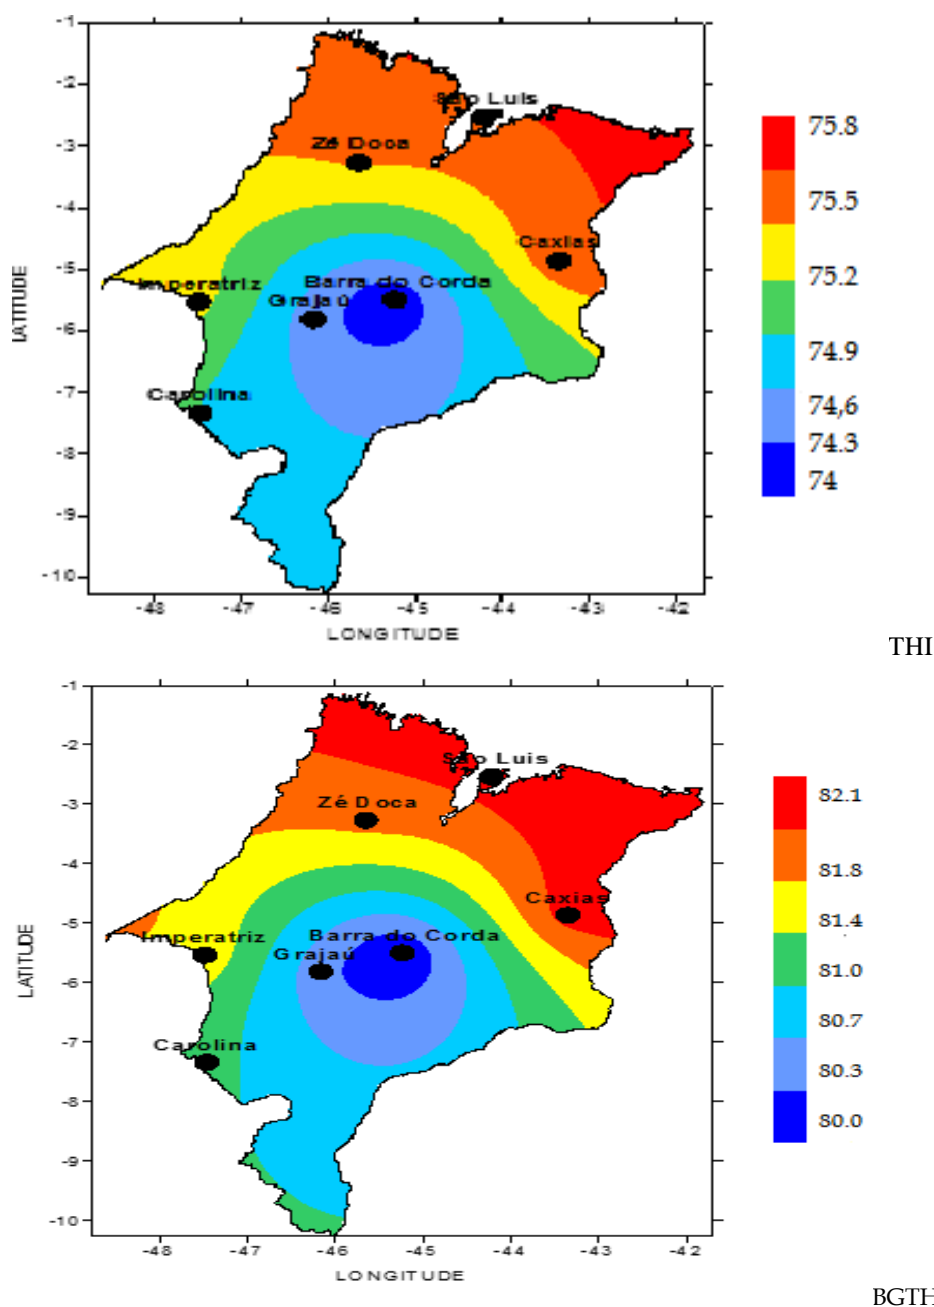 -1
-2
São Luis
75.8
Zé Doca
-3
75.5
-4
Caxias
75.2
-5
Imperatriz
Barra do Corda
Grajaú
LATITUDE
-6
74.9
-7
Carolina
74,6
74.3
-8
74
-9
-10
-48 -47 -46 -45 -44 -43 -42
LONGITUDE
THI
-1
-2
São Luis
82.1
-3
Zé Doca
81.8
-4
Caxias
81.4
-5
Imperatriz
Barra do Corda
Grajaú
81.0
LATITUDE
-6
80.7
-7
Carolina
80.3
-8
80.0
-9
-10
-48 -47 -46 -45 -44 -43 -42
LONGITUDE
BGTH